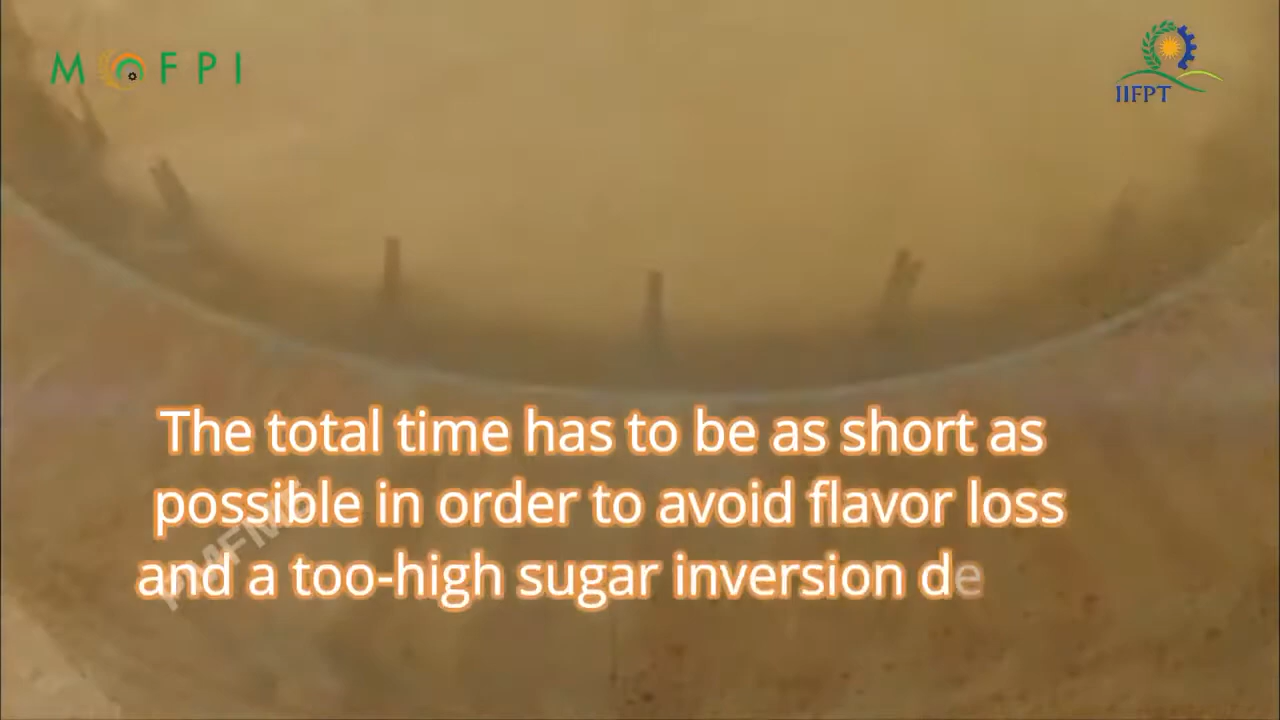 MOFPI
IIFPT
The total time has to be as short as
possible in order to avoid flavor loss
and a too-high sugar inversion de